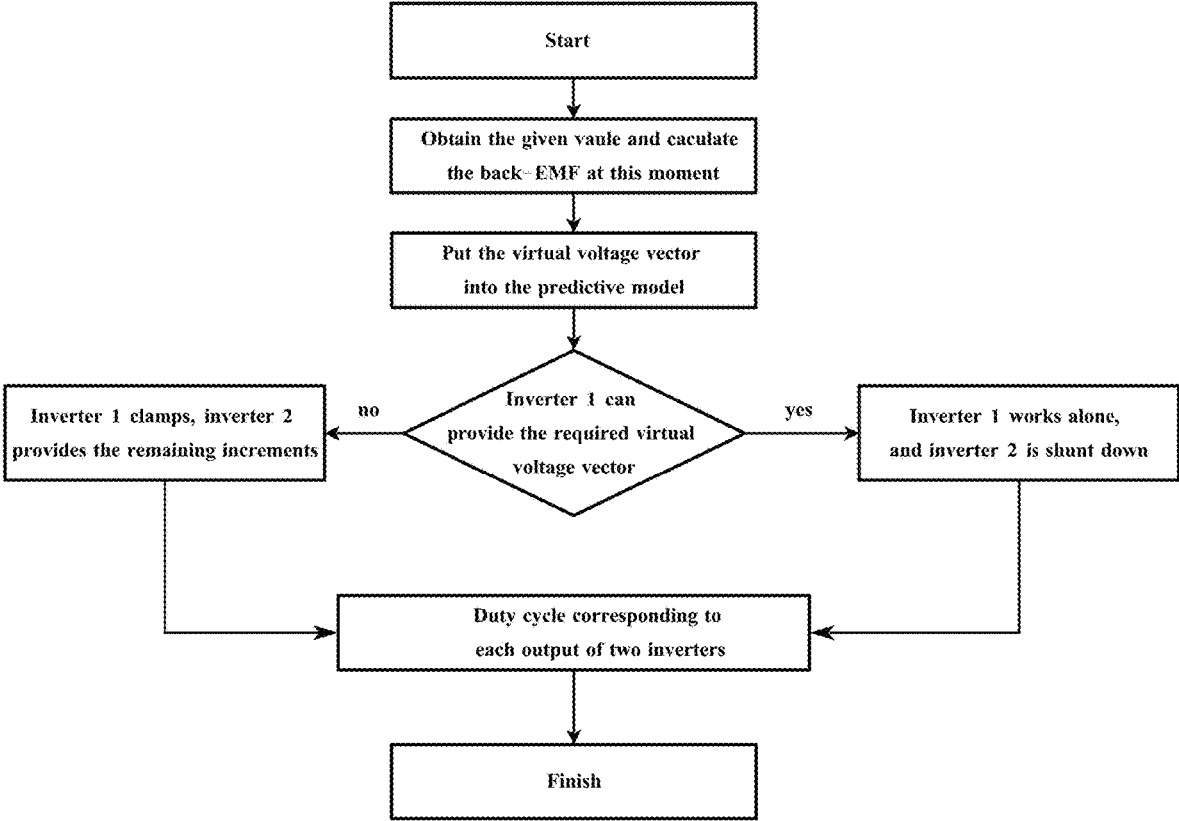 Start
Obtain the given vaule and caculate
the back-EMF at this moment
Put the virtual voltage vector
into the predictive model
Inverter 1 can
provide the required virtual
voltage vector
no
yes
Inverter 1 clamps, inverter 2
provides the remaining increments
Inverter 1 works alone,
and inverter 2 is shunt down
Duty cycle corresponding to
each output of two inverters
Finish